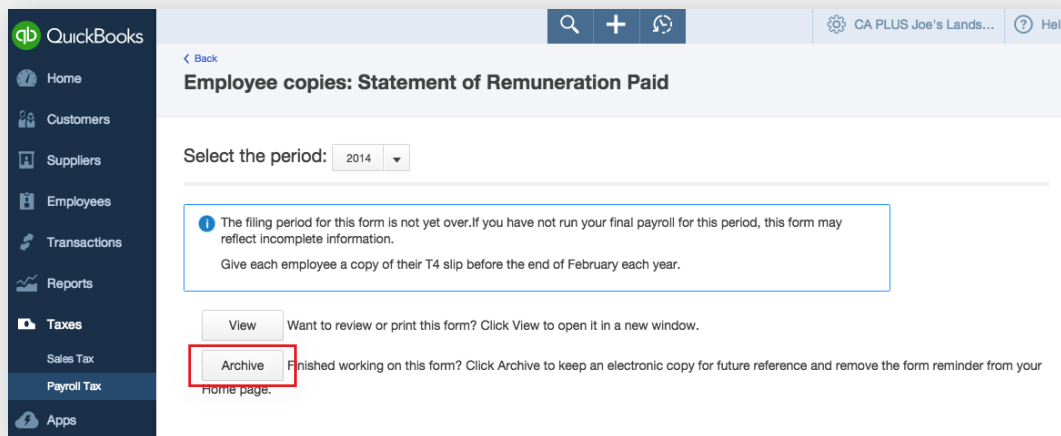 qb QuickBooks
CA PLUS Joe's Lands...
? Hel
Home
Customers
Suppliers
Employees
Transactions
Reports
Taxes
Sales Tax
Payroll Tax
Apps
Back
Employee copies: Statement of Remuneration Paid
Select the period: 2014
i The filing period for this form is not yet over.If you have not run your final payroll for this period, this form may
reflect incomplete information.
Give each employee a copy of their T4 slip before the end of February each year.
View Want to review or print this form? Click View to open it in a new window.
Archive Finished working on this form? Click Archive to keep an electronic copy for future reference and remove the form reminder from your
Home page.